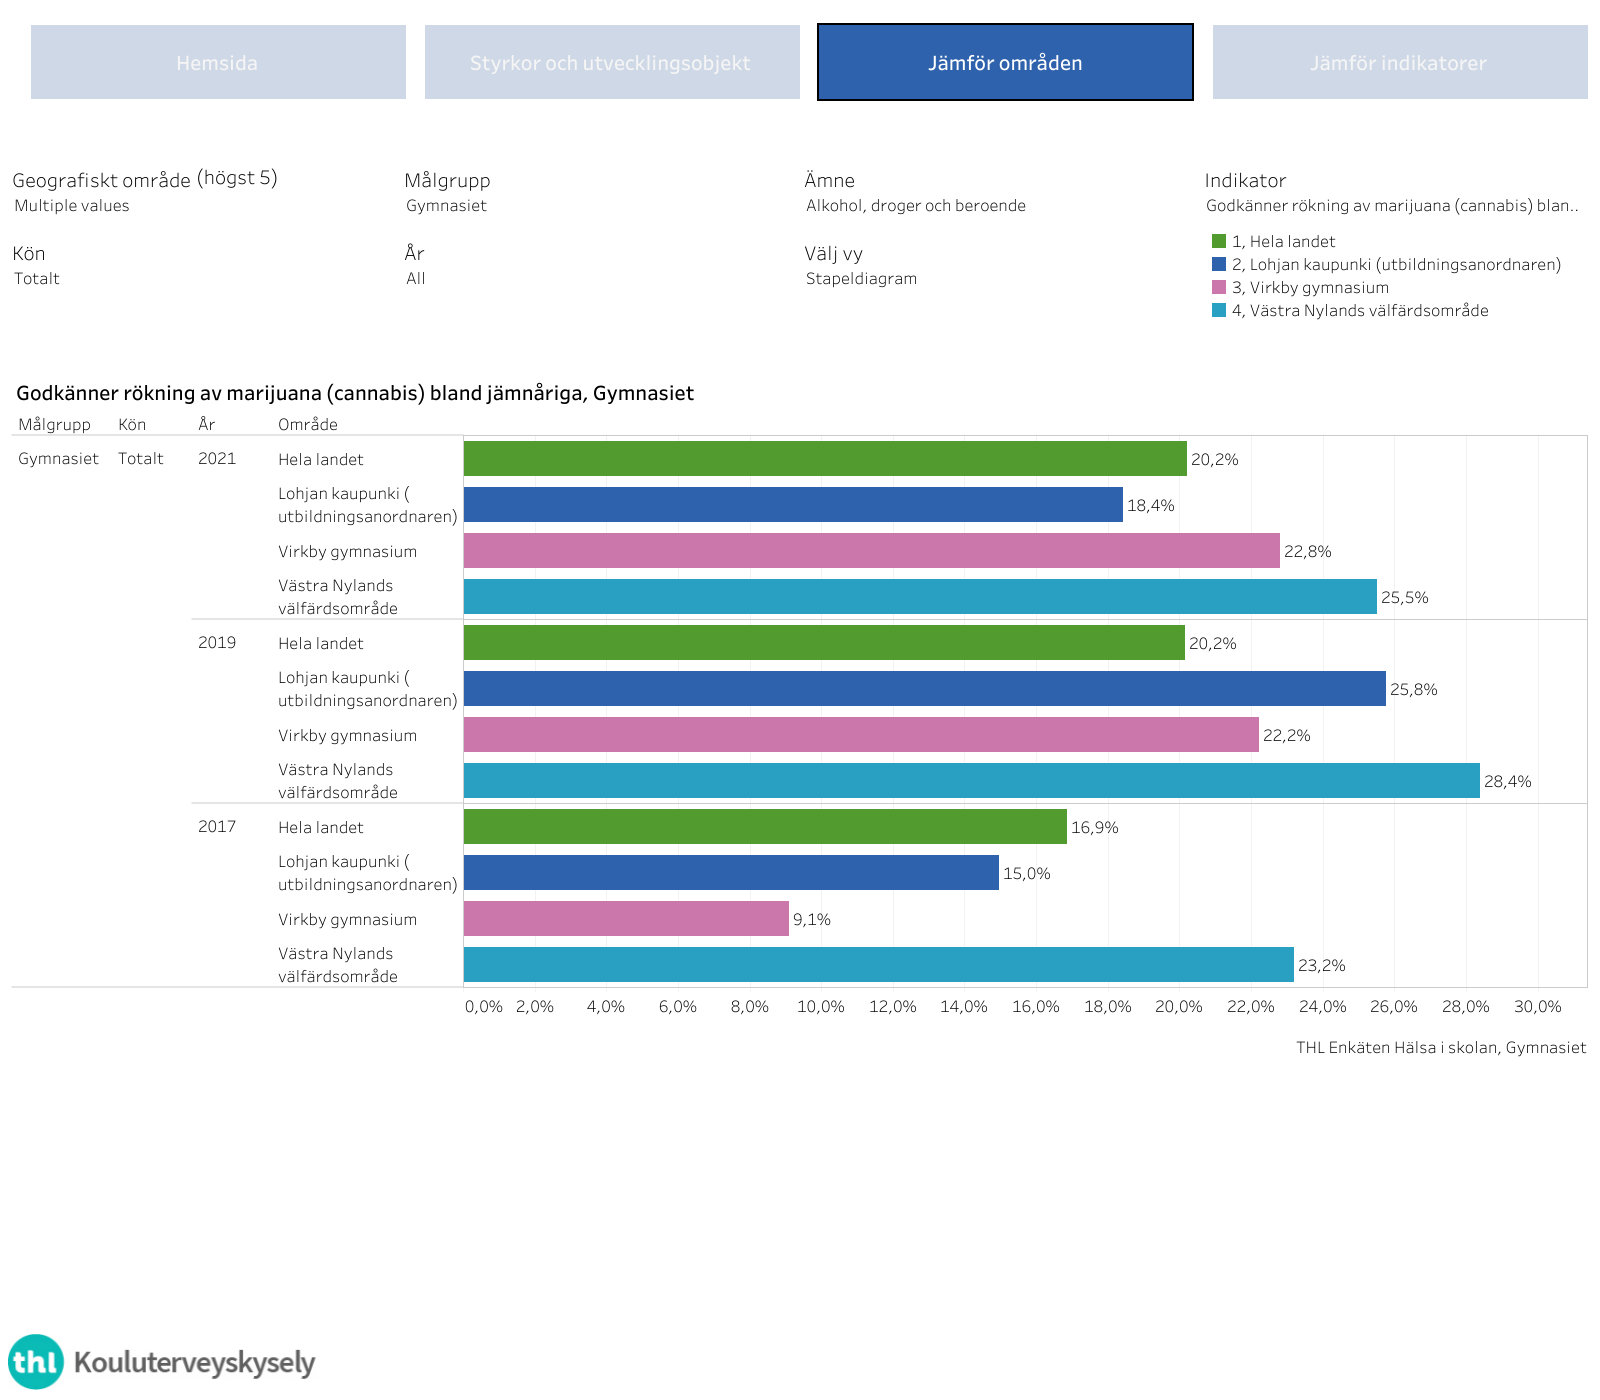 Hemsida
Styrkor och utvecklingsobjekt
Jämför områden
Jämför indikatorer
Geografiskt område (högst 5)
Multiple values
Målgrupp
Gymnasiet
Ämne
Alkohol, droger och beroende
Indikator
Godkänner rökning av marijuana (cannabis) blan..
Kön
Totalt
År
All
Välj vy
Stapeldiagram
1, Hela landet
2, Lohjan kaupunki (utbildningsanordnaren)
3, Virkby gymnasium
4, Västra Nylands välfärdsområde
Godkänner rökning av marijuana (cannabis) bland jämnåriga, Gymnasiet
Målgrupp Kön År Område
Gymnasiet Totalt 2021 Hela landet 20,2%
Lohjan kaupunki (
utbildningsanordnaren) 18,4%
Virkby gymnasium 22,8%
Västra Nylands
välfärdsområde 25,5%
2019 Hela landet 20,2%
Lohjan kaupunki (
utbildningsanordnaren) 25,8%
Virkby gymnasium 22,2%
Västra Nylands
välfärdsområde 28,4%
2017 Hela landet 16,9%
Lohjan kaupunki (
utbildningsanordnaren) 15,0%
Virkby gymnasium 9,1%
Västra Nylands
välfärdsområde 23,2%
0,0% 2,0% 4,0% 6,0% 8,0% 10,0% 12,0% 14,0% 16,0% 18,0% 20,0% 22,0% 24,0% 26,0% 28,0% 30,0%
THL Enkäten Hälsa i skolan, Gymnasiet
thl Kouluterveyskysely